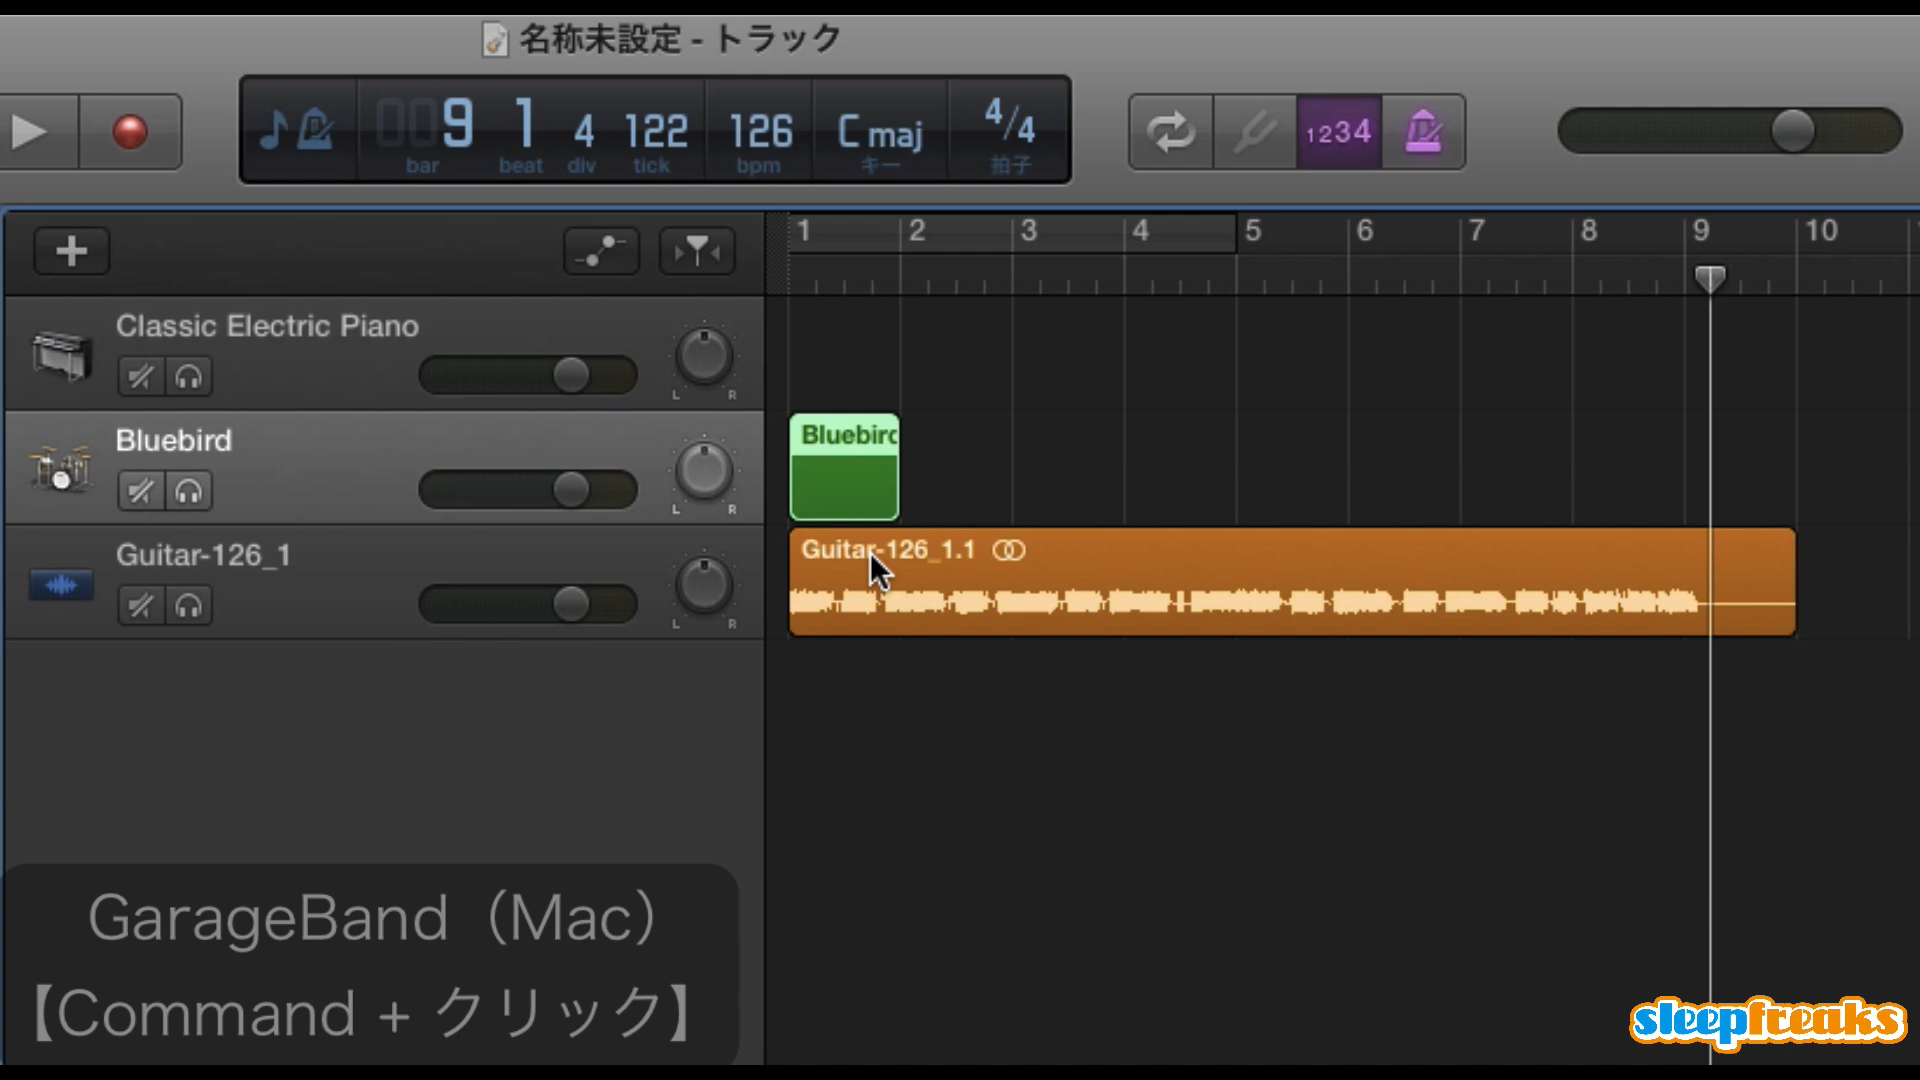 名称未設定 - トラック
009 1 4 122 126 C maj 4/4
bar beat div tick bpm キー 拍子
1234
1 2 3 4 5 6 7 8 9 10
Classic Electric Piano
L R
Bluebird
L R
Bluebird
Guitar-126_1
L R
Guitar-126_1.1
GarageBand（Mac）
【Command + クリック】
sleepfreaks